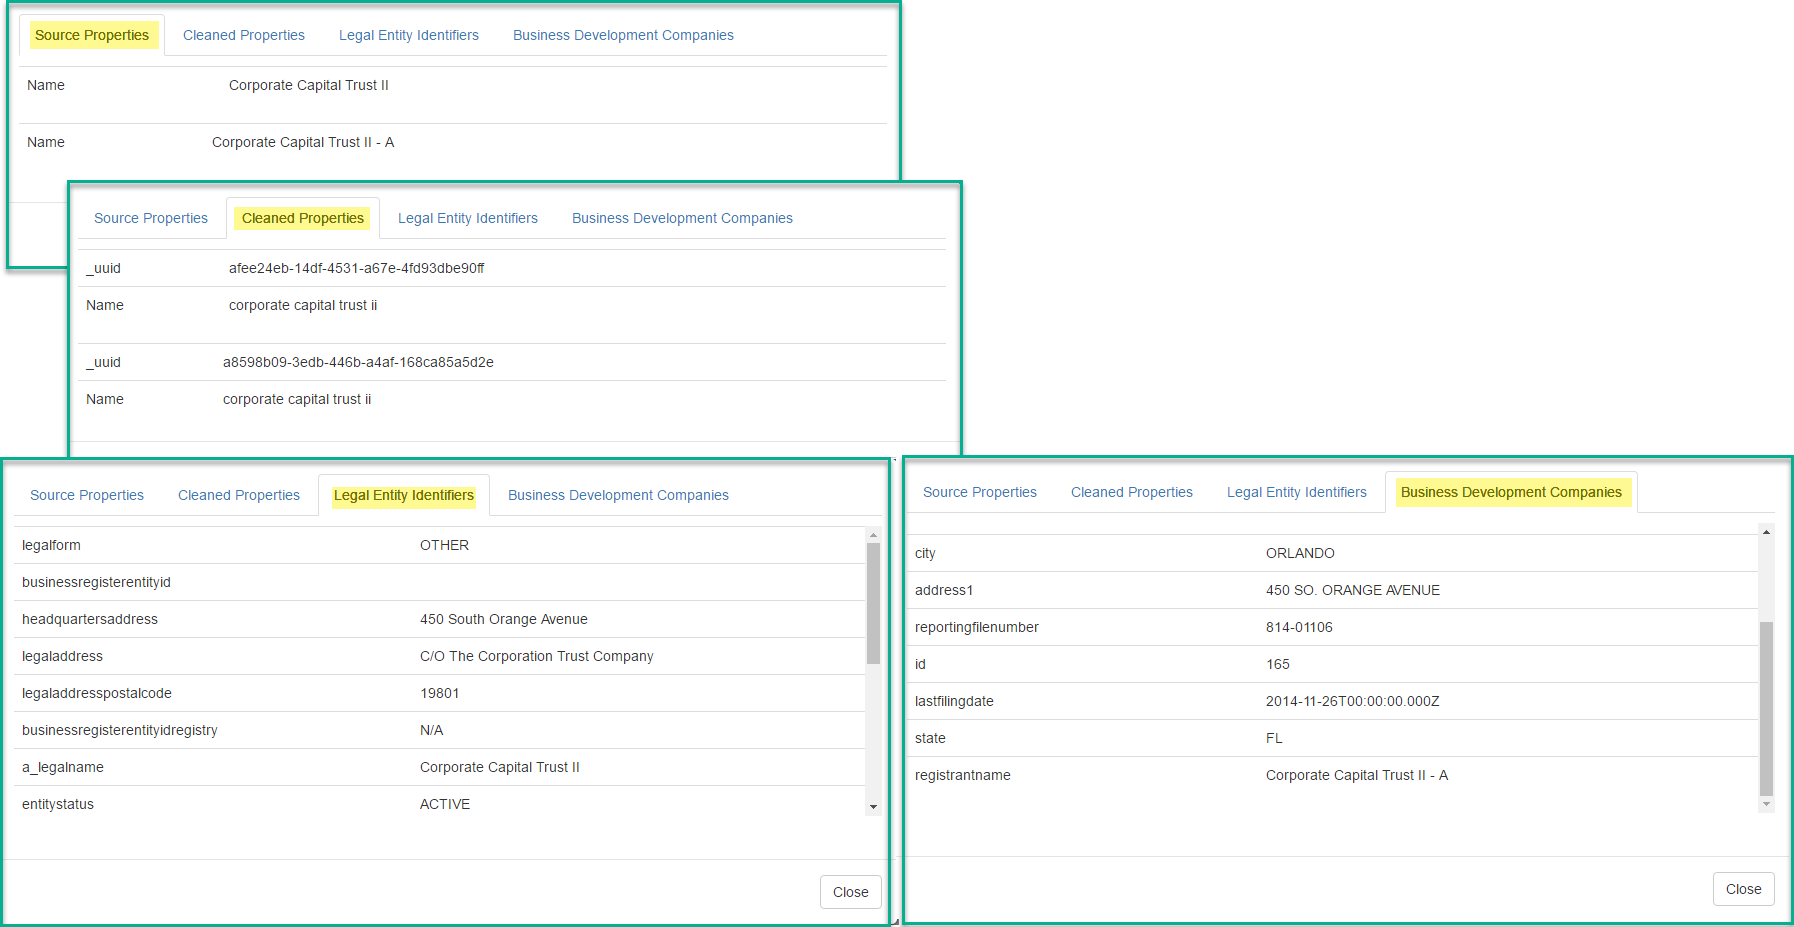 Source Properties Cleaned Properties Legal Entity Identifiers Business Development Companies
Name Corporate Capital Trust II
Name Corporate Capital Trust II - A
Source Properties Cleaned Properties Legal Entity Identifiers Business Development Companies
_uuid afee24eb-14df-4531-a67e-4fd93dbe90ff
Name corporate capital trust ii
_uuid a8598b09-3edb-446b-a4af-168ca85a5d2e
Name corporate capital trust ii
Source Properties Cleaned Properties Legal Entity Identifiers Business Development Companies
legalform OTHER
businessregisterentityid
headquartersaddress 450 South Orange Avenue
legaladdress C/O The Corporation Trust Company
legaladdresspostalcode 19801
businessregisterentityidregistry N/A
a_legalname Corporate Capital Trust II
entitystatus ACTIVE
Close
Source Properties Cleaned Properties Legal Entity Identifiers Business Development Companies
city ORLANDO
address1 450 SO. ORANGE AVENUE
reportingfilenumber 814-01106
id 165
lastfilingdate 2014-11-26T00:00:00.000Z
state FL
registrantname Corporate Capital Trust II - A
Close